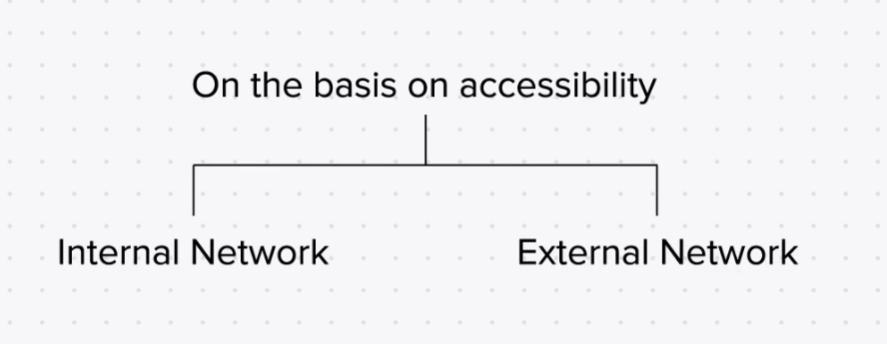 On the basis on accessibility
Internal Network
External Network